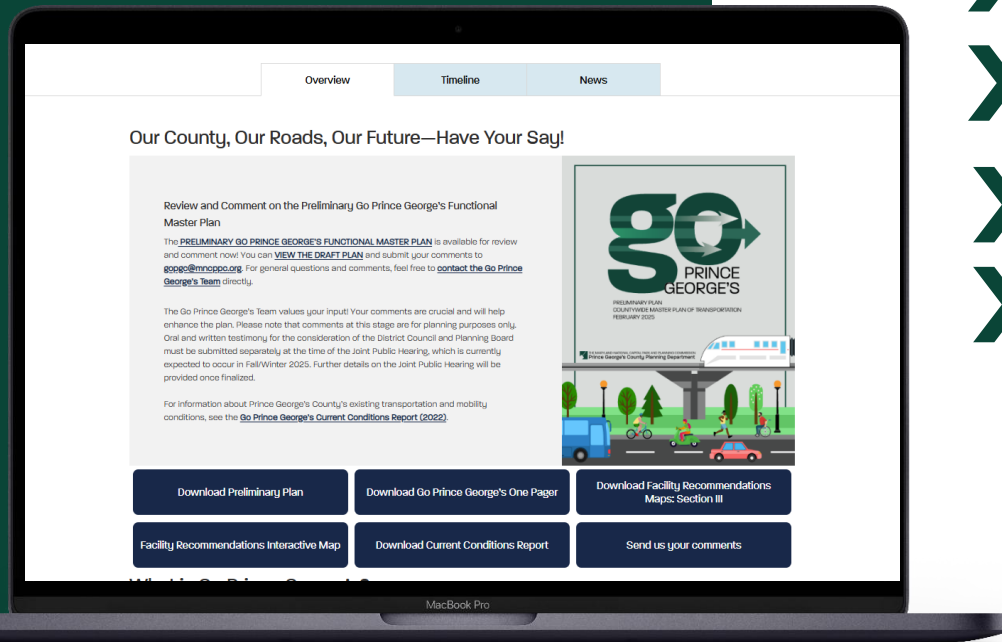 Overview
Timeline
News
Our County, Our Roads, Our Future—Have Your Say!
Review and Comment on the Preliminary Go Prince George's Functional
Master Plan
The PRELIMINARY GO PRINCE GEORGE'S FUNCTIONAL MASTER PLAN is available for review
and comment now! You can VIEW THE DRAFT PLAN and submit your comments to
gopgc@mncppc.org. For general questions and comments, feel free to contact the Go Prince
George's Team directly.
The Go Prince George's Team values your input! Your comments are crucial and will help
enhance the plan. Please note that comments at this stage are for planning purposes only.
Oral and written testimony for the consideration of the District Council and Planning Board
must be submitted separately at the time of the Joint Public Hearing, which is currently
expected to occur in Fall/Winter 2025. Further details on the Joint Public Hearing will be
provided once finalized.
For information about Prince George's County's existing transportation and mobility
conditions, see the Go Prince George's Current Conditions Report (2022).
go
PRINCE
GEORGE'S
PRELIMINARY PLAN
COUNTYWIDE MASTER PLAN OF TRANSPORTATION
FEBRUARY 2025
THE MARYLAND-NATIONAL CAPITAL PARK AND PLANNING COMMISSION
Prince George's County Planning Department
Download Preliminary Plan
Download Go Prince George's One Pager
Download Facility Recommendations
Maps: Section III
Facility Recommendations Interactive Map
Download Current Conditions Report
Send us your comments
MacBook Pro